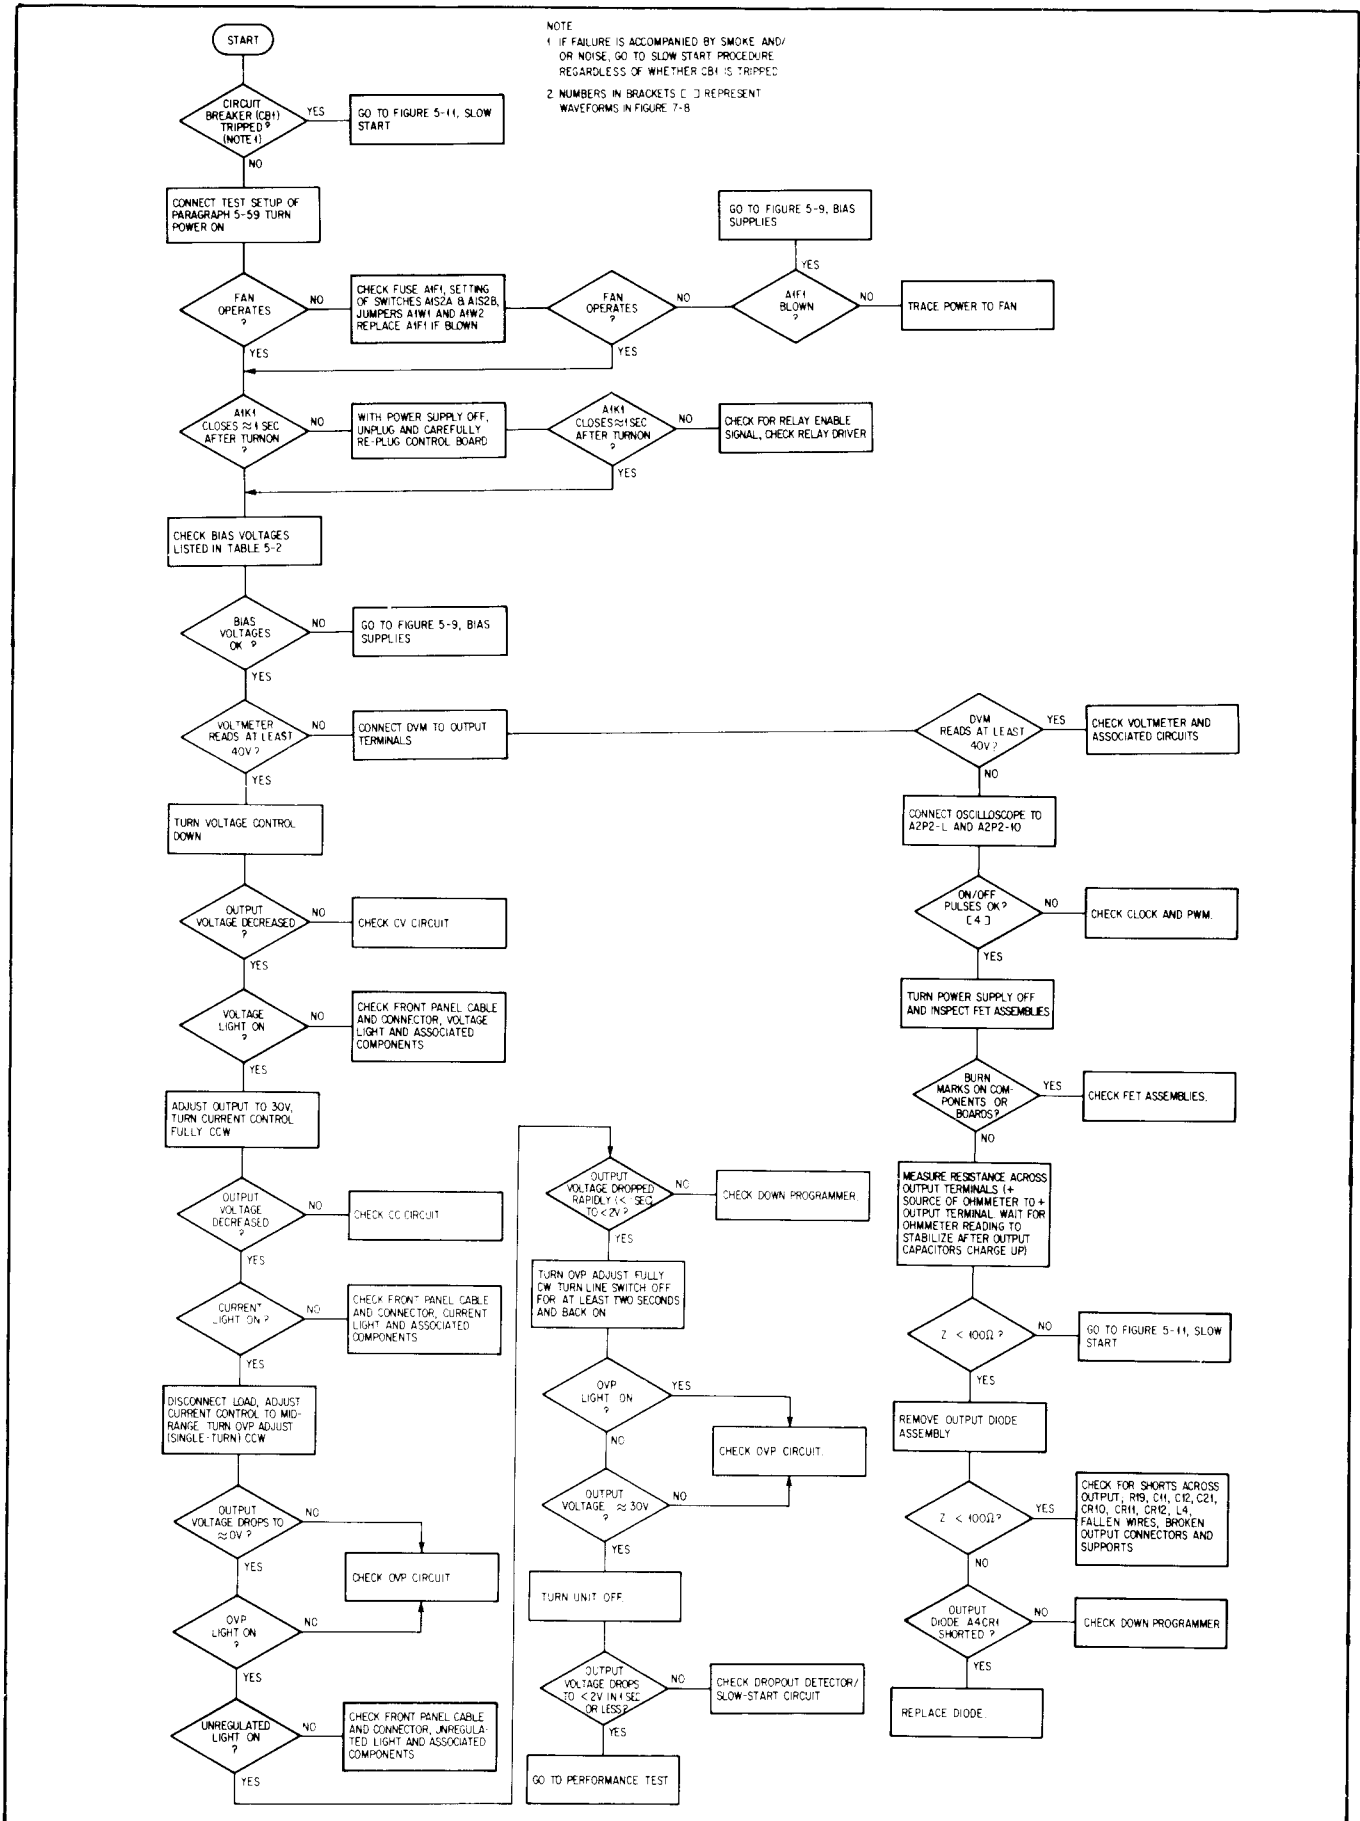 START
NOTE
1 IF FAILURE IS ACCOMPANIED BY SMOKE AND/
OR NOISE, GO TO SLOW START PROCEDURE
REGARDLESS OF WHETHER CB1 IS TRIPPED
2 NUMBERS IN BRACKETS [ ] REPRESENT
WAVEFORMS IN FIGURE 7-8
CIRCUIT
BREAKER (CB1)
TRIPPED?
(NOTE 1)
YES
GO TO FIGURE 5-11, SLOW
START
NO
CONNECT TEST SETUP OF
PARAGRAPH 5-59 TURN
POWER ON
FAN
OPERATES
?
NO
CHECK FUSE A1F1, SETTING
OF SWITCHES A1S2A & A1S2B,
JUMPERS A1W1 AND A1W2
REPLACE A1F1 IF BLOWN
FAN
OPERATES
?
NO
A1F1
BLOWN
?
YES
GO TO FIGURE 5-9, BIAS
SUPPLIES
NO
TRACE POWER TO FAN
YES
YES
A1K1
CLOSES ≈1 SEC
AFTER TURNON
?
NO
WITH POWER SUPPLY OFF,
UNPLUG AND CAREFULLY
RE-PLUG CONTROL BOARD
A1K1
CLOSES ≈1 SEC
AFTER TURNON
?
NO
CHECK FOR RELAY ENABLE
SIGNAL, CHECK RELAY DRIVER
YES
YES
CHECK BIAS VOLTAGES
LISTED IN TABLE 5-2
BIAS
VOLTAGES
OK ?
NO
GO TO FIGURE 5-9, BIAS
SUPPLIES
YES
VOLTMETER
READS AT LEAST
40V ?
NO
CONNECT DVM TO OUTPUT
TERMINALS
YES
TURN VOLTAGE CONTROL
DOWN
OUTPUT
VOLTAGE DECREASED
?
NO
CHECK CV CIRCUIT
YES
VOLTAGE
LIGHT ON
?
NO
CHECK FRONT PANEL CABLE
AND CONNECTOR, VOLTAGE
LIGHT AND ASSOCIATED
COMPONENTS
YES
ADJUST OUTPUT TO 30V,
TURN CURRENT CONTROL
FULLY CCW
OUTPUT
VOLTAGE
DECREASED
?
NO
CHECK CC CIRCUIT
YES
CURRENT
LIGHT ON ?
NO
CHECK FRONT PANEL CABLE
AND CONNECTOR, CURRENT
LIGHT AND ASSOCIATED
COMPONENTS
YES
DISCONNECT LOAD, ADJUST
CURRENT CONTROL TO MID-
RANGE TURN OVP ADJUST
(SINGLE-TURN) CCW
OUTPUT
VOLTAGE DROPS TO
≈0V ?
NO
YES
CHECK OVP CIRCUIT
OVP
LIGHT ON
?
NO
YES
UNREGULATED
LIGHT ON
?
NO
CHECK FRONT PANEL CABLE
AND CONNECTOR, UNREGULA-
TED LIGHT AND ASSOCIATED
COMPONENTS
YES
OUTPUT
VOLTAGE DROPPED
RAPIDLY (< 1 SEC
TO <2V ?
NO
CHECK DOWN PROGRAMMER.
YES
TURN OVP ADJUST FULLY
CW TURN LINE SWITCH OFF
FOR AT LEAST TWO SECONDS
AND BACK ON
OVP
LIGHT ON
?
YES
NO
CHECK OVP CIRCUIT.
OUTPUT
VOLTAGE ≈ 30V
?
NO
YES
TURN UNIT OFF.
OUTPUT
VOLTAGE DROPS
TO <2V IN 1 SEC
OR LESS?
NO
CHECK DROPOUT DETECTOR/
SLOW-START CIRCUIT
YES
GO TO PERFORMANCE TEST
DVM
READS AT LEAST
40V ?
YES
CHECK VOLTMETER AND
ASSOCIATED CIRCUITS
NO
CONNECT OSCILLOSCOPE TO
A2P2-L AND A2P2-10
ON/OFF
PULSES OK?
[4]
NO
CHECK CLOCK AND PWM.
YES
TURN POWER SUPPLY OFF
AND INSPECT FET ASSEMBLIES
BURN
MARKS ON COM-
PONENTS OR
BOARDS?
YES
CHECK FET ASSEMBLIES.
NO
MEASURE RESISTANCE ACROSS
OUTPUT TERMINALS (+
SOURCE OF OHMMETER TO +
OUTPUT TERMINAL. WAIT FOR
OHMMETER READING TO
STABILIZE AFTER OUTPUT
CAPACITORS CHARGE UP)
Z < 100Ω ?
NO
GO TO FIGURE 5-11, SLOW
START
YES
REMOVE OUTPUT DIODE
ASSEMBLY
Z < 100Ω ?
YES
CHECK FOR SHORTS ACROSS
OUTPUT; R19, C11, C12, C21,
CR10, CR11, CR12, L4,
FALLEN WIRES, BROKEN
OUTPUT CONNECTORS AND
SUPPORTS
NO
OUTPUT
DIODE A4CR1
SHORTED ?
NO
CHECK DOWN PROGRAMMER
YES
REPLACE DIODE.